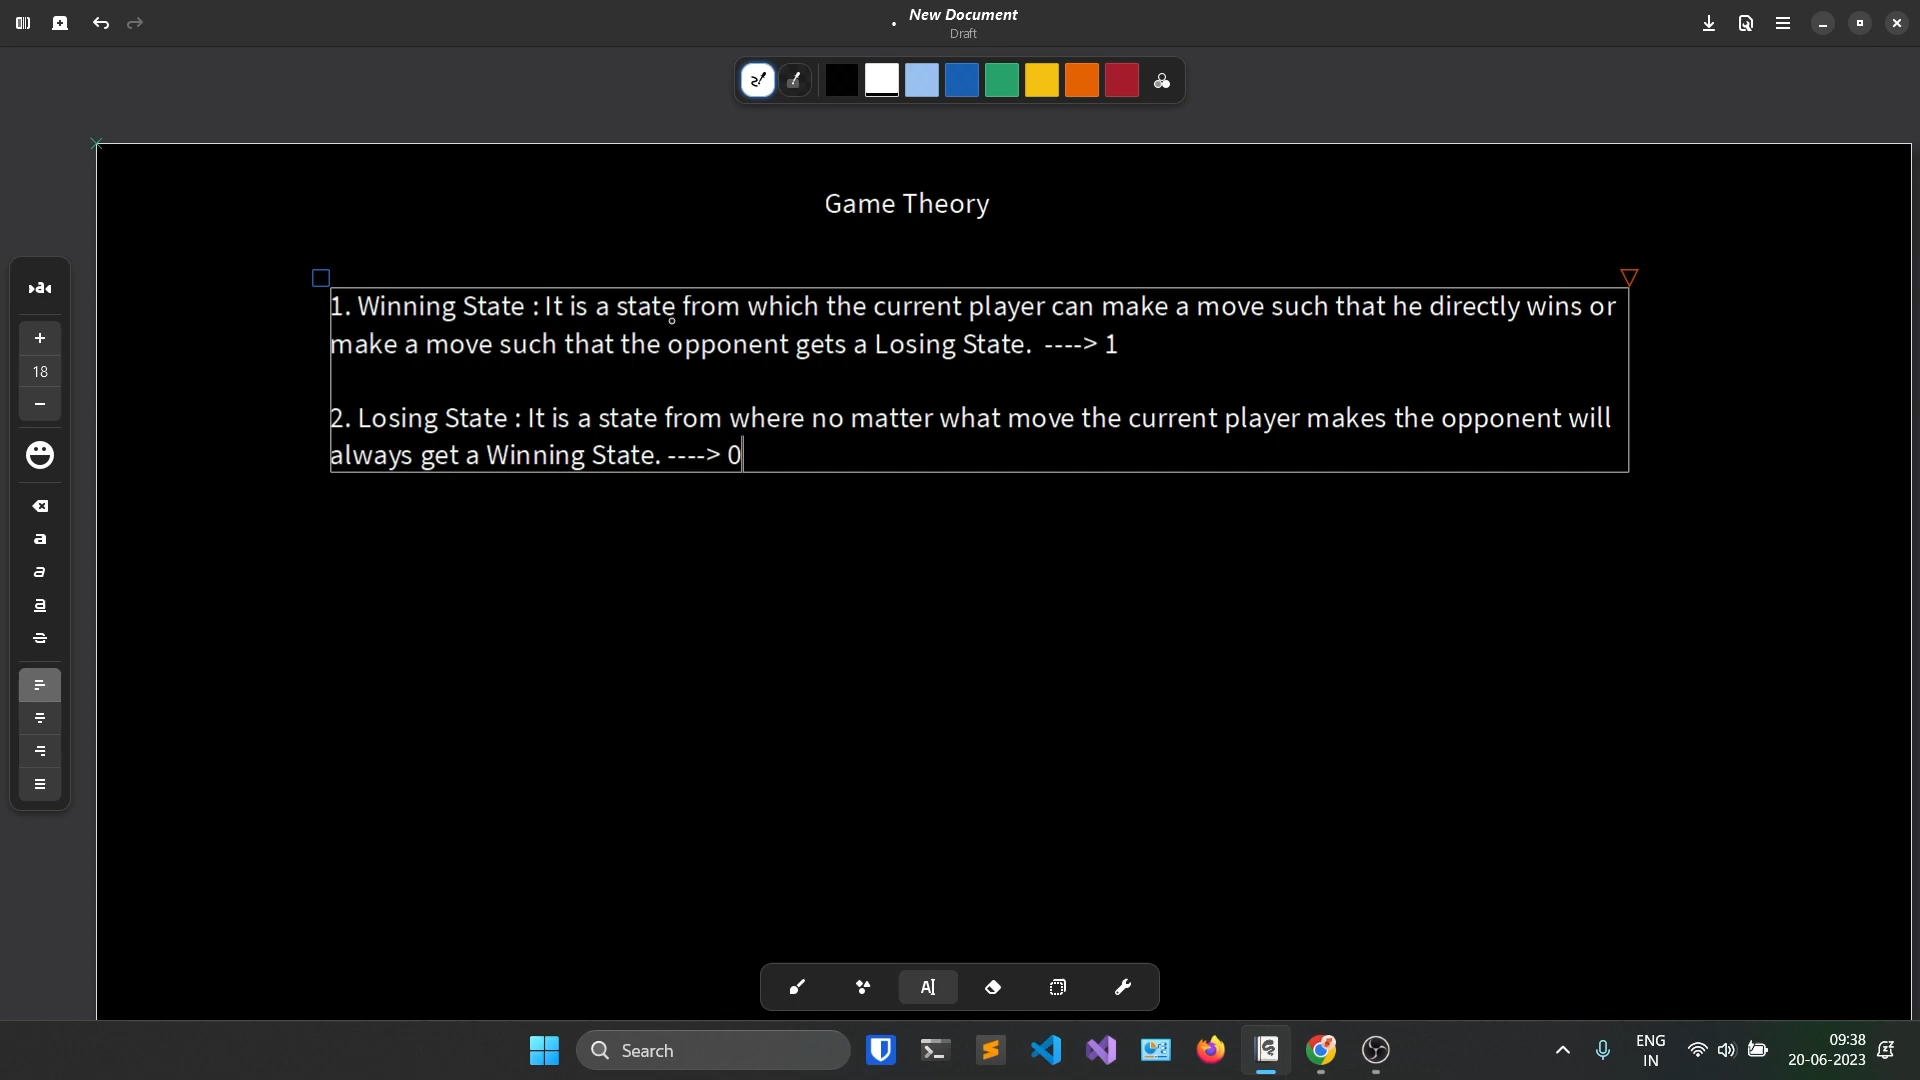 New Document
Draft
Game Theory
1. Winning State : It is a state from which the current player can make a move such that he directly wins or
make a move such that the opponent gets a Losing State.  ----> 1
2. Losing State : It is a state from where no matter what move the current player makes the opponent will
always get a Winning State. ----> 0
a
+
18
−
a
a
a
a
AI
Search
ENG
IN
09:38
20-06-2023